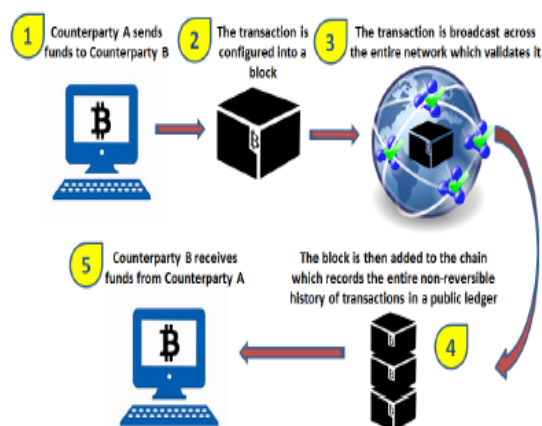 1
Counterparty A sends
funds to Counterparty B
2
The transaction is
configured into a
block
3
The transaction is broadcast across
the entire network which validates it
5
Counterparty B receives
funds from Counterparty A
The block is then added to the chain
which records the entire non-reversible
history of transactions in a public ledger
4